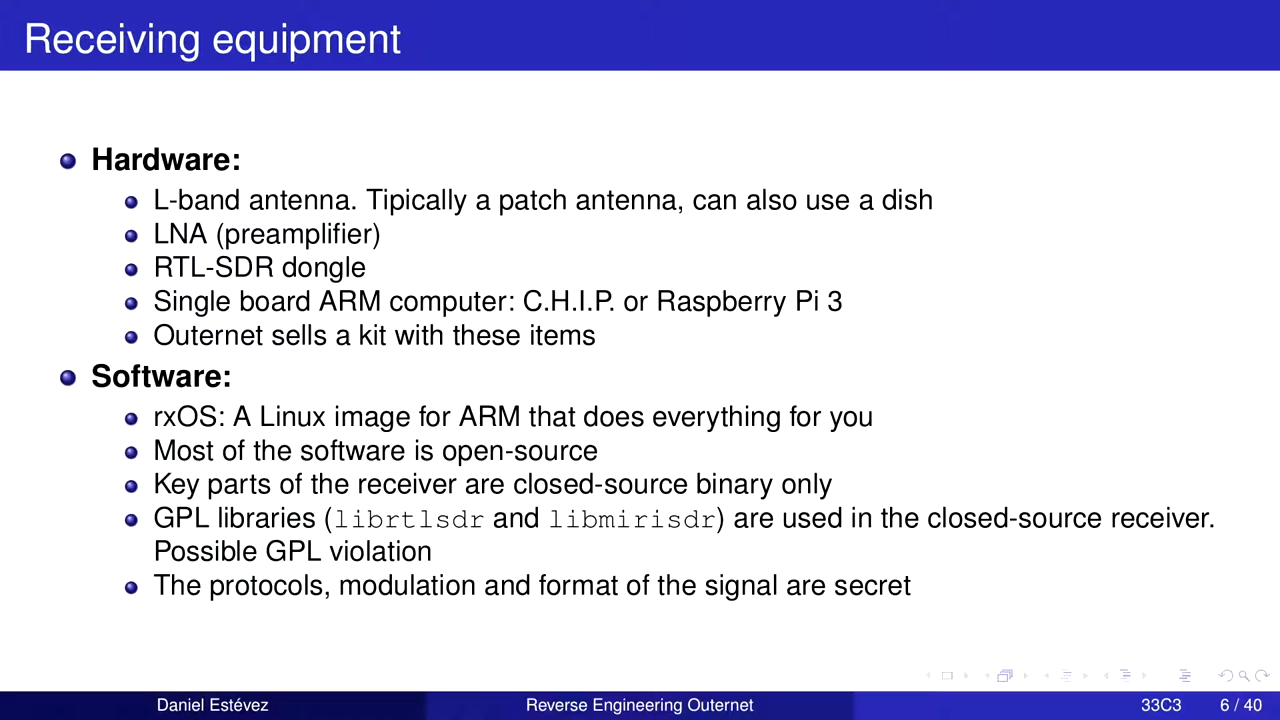 Receiving equipment
Hardware:
L-band antenna. Tipically a patch antenna, can also use a dish
LNA (preamplifier)
RTL-SDR dongle
Single board ARM computer: C.H.I.P. or Raspberry Pi 3
Outernet sells a kit with these items
Software:
rxOS: A Linux image for ARM that does everything for you
Most of the software is open-source
Key parts of the receiver are closed-source binary only
GPL libraries (librtlsdr and libmirisdr) are used in the closed-source receiver.
Possible GPL violation
The protocols, modulation and format of the signal are secret
Daniel Estévez Reverse Engineering Outernet 33C3 6 / 40